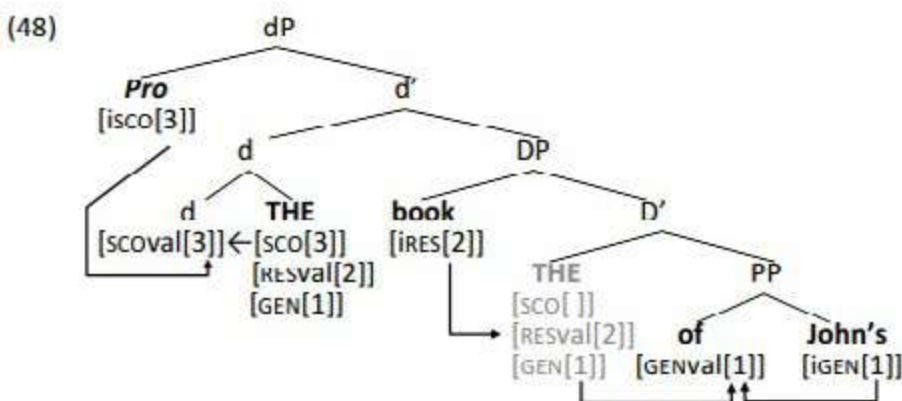 (48) dP
Pro d'
[iSCO[3]]
d DP
d THE book D'
[SCOval[3]]←[SCO[3]] [iRES[2]]
[RESval[2]] THE PP
[GEN[1]] [SCO[ ]]
[RESval[2]] of John's
[GEN[1]] [GENval[1]] [iGEN[1]]